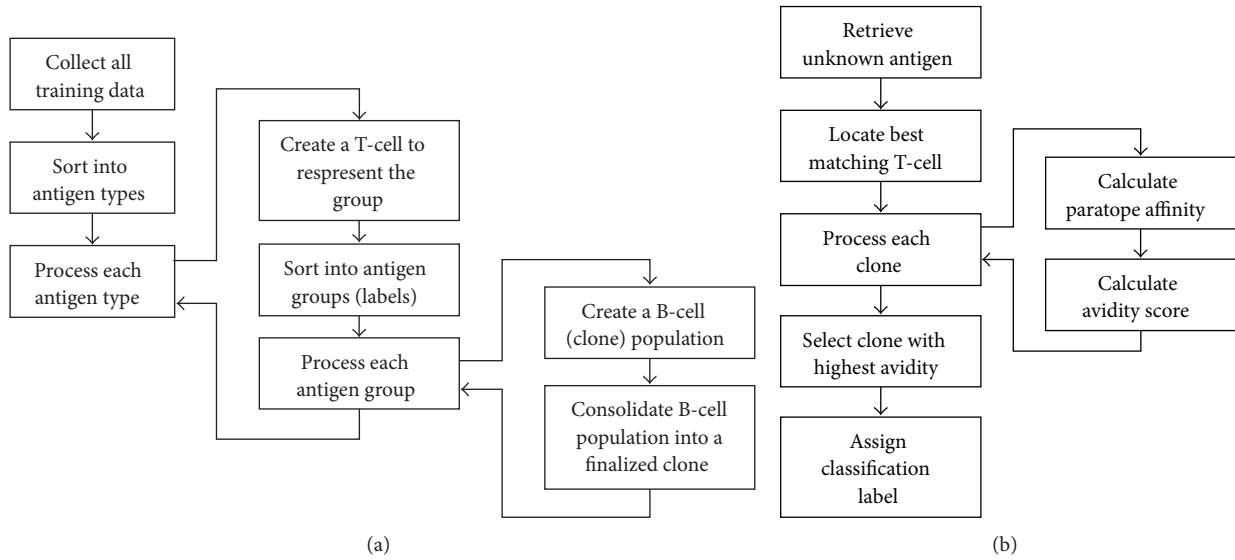 Collect all
training data
Sort into
antigen types
Process each
antigen type
Create a T-cell to
respresent the
group
Sort into antigen
groups (labels)
Process each
antigen group
Create a B-cell
(clone) population
Consolidate B-cell
population into a
finalized clone
(a)
Retrieve
unknown antigen
Locate best
matching T-cell
Process each
clone
Select clone with
highest avidity
Assign
classification
label
Calculate
paratope affinity
Calculate
avidity score
(b)